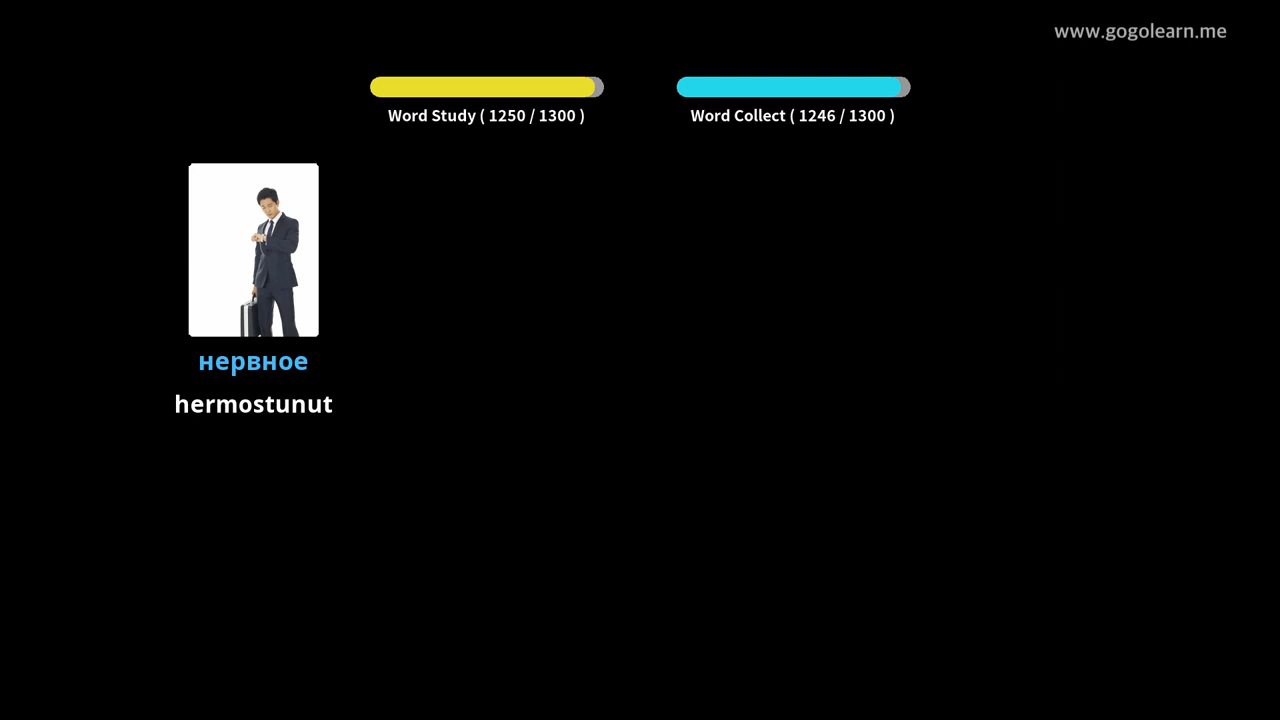 www.gogolearn.me
Word Study ( 1250 / 1300 )
Word Collect ( 1246 / 1300 )
нервное
hermostunut